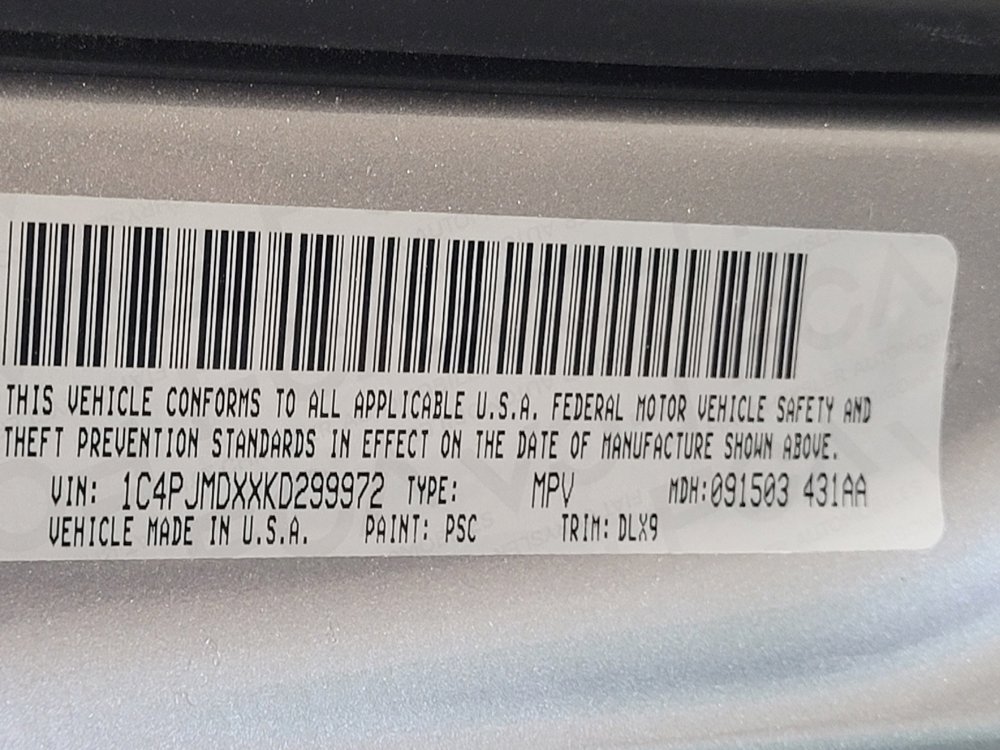 THIS VEHICLE CONFORMS TO ALL APPLICABLE U.S.A. FEDERAL MOTOR VEHICLE SAFETY AND
THEFT PREVENTION STANDARDS IN EFFECT ON THE DATE OF MANUFACTURE SHOWN ABOVE.
VIN: 1C4PJMDXXKD299972 TYPE: MPV MDH:091503 431AA
VEHICLE MADE IN U.S.A. PAINT: PSC TRIM: DLX9